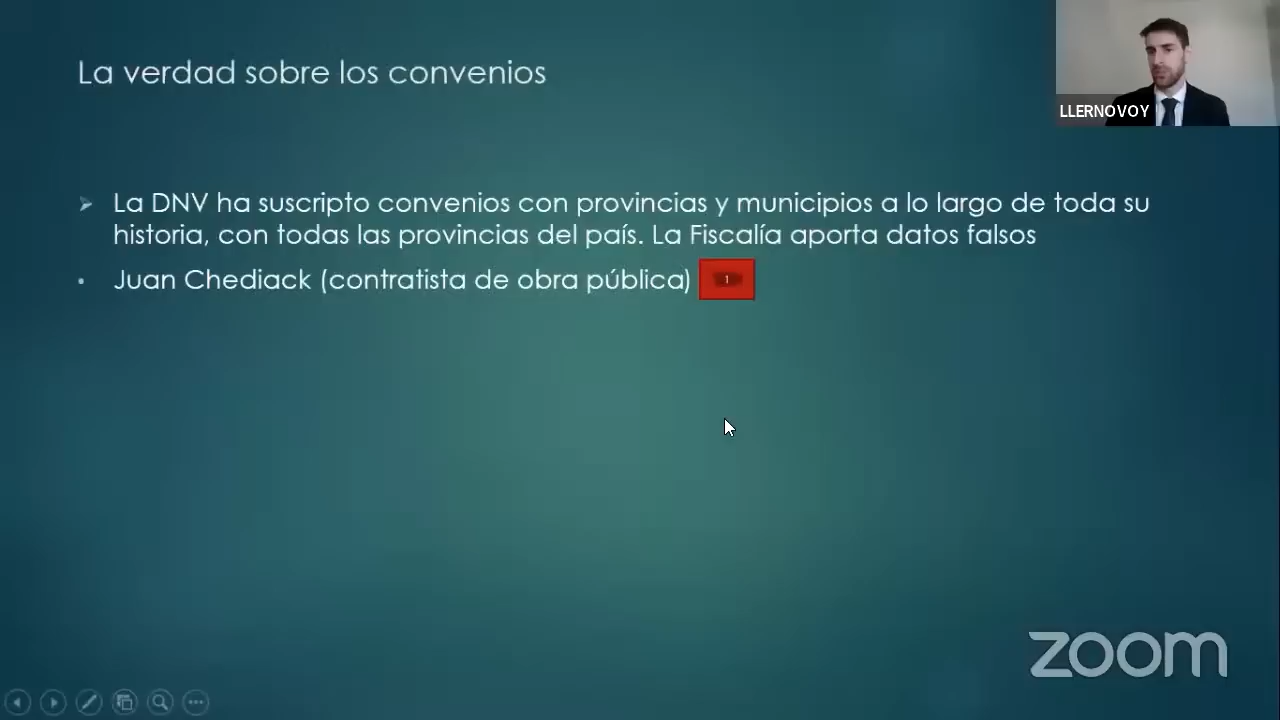 La verdad sobre los convenios
LLERNOVOY
La DNV ha suscripto convenios con provincias y municipios a lo largo de toda su
historia, con todas las provincias del país. La Fiscalía aporta datos falsos
Juan Chediack (contratista de obra pública)
1
zoom